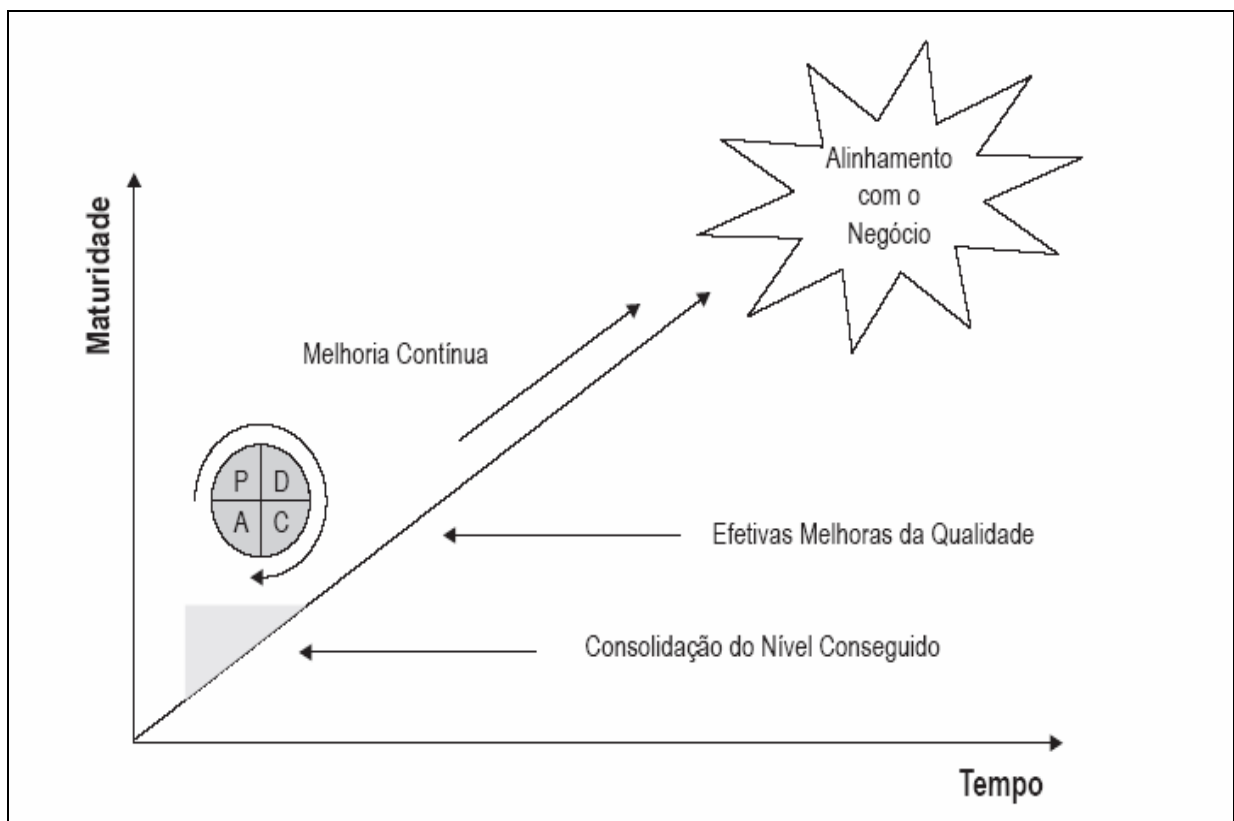 Alinhamento
com o
Negócio
Maturidade
Melhoria Contínua
P D
A C
Efetivas Melhoras da Qualidade
Consolidação do Nível Conseguido
Tempo